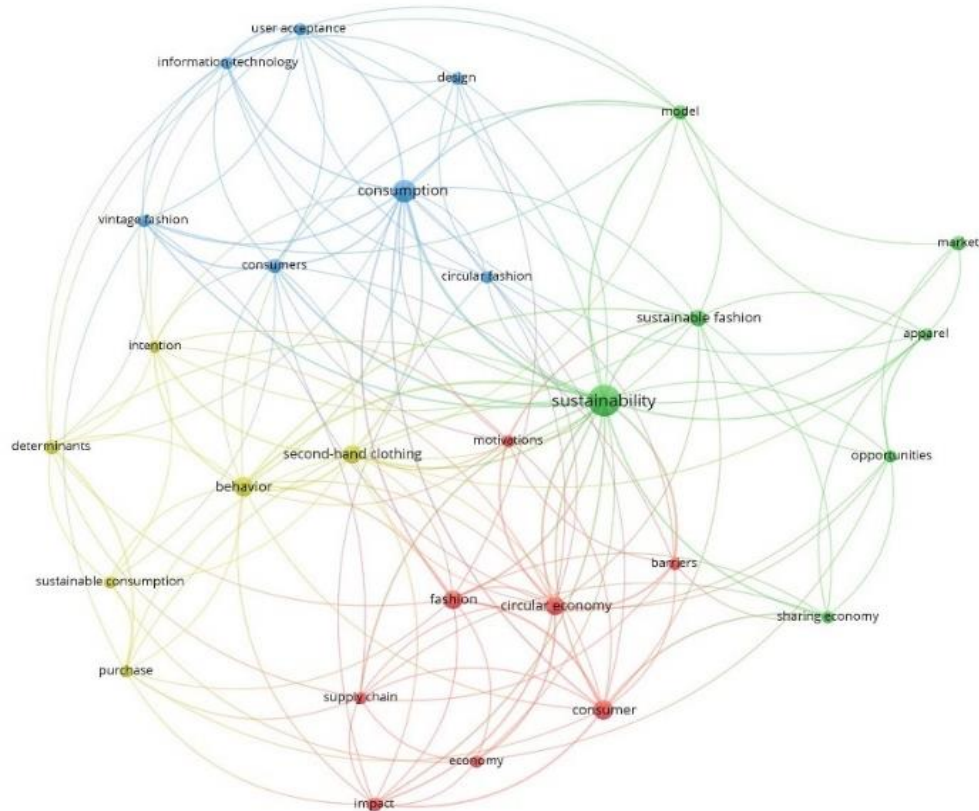 user acceptance
information-technology
design
model
consumption
vintage fashion
market
consumers
circular fashion
sustainable fashion
apparel
intention
sustainability
determinants
second-hand clothing
motivations
opportunities
behavior
barriers
sustainable consumption
fashion
circular economy
sharing economy
purchase
supply chain
consumer
economy
impact